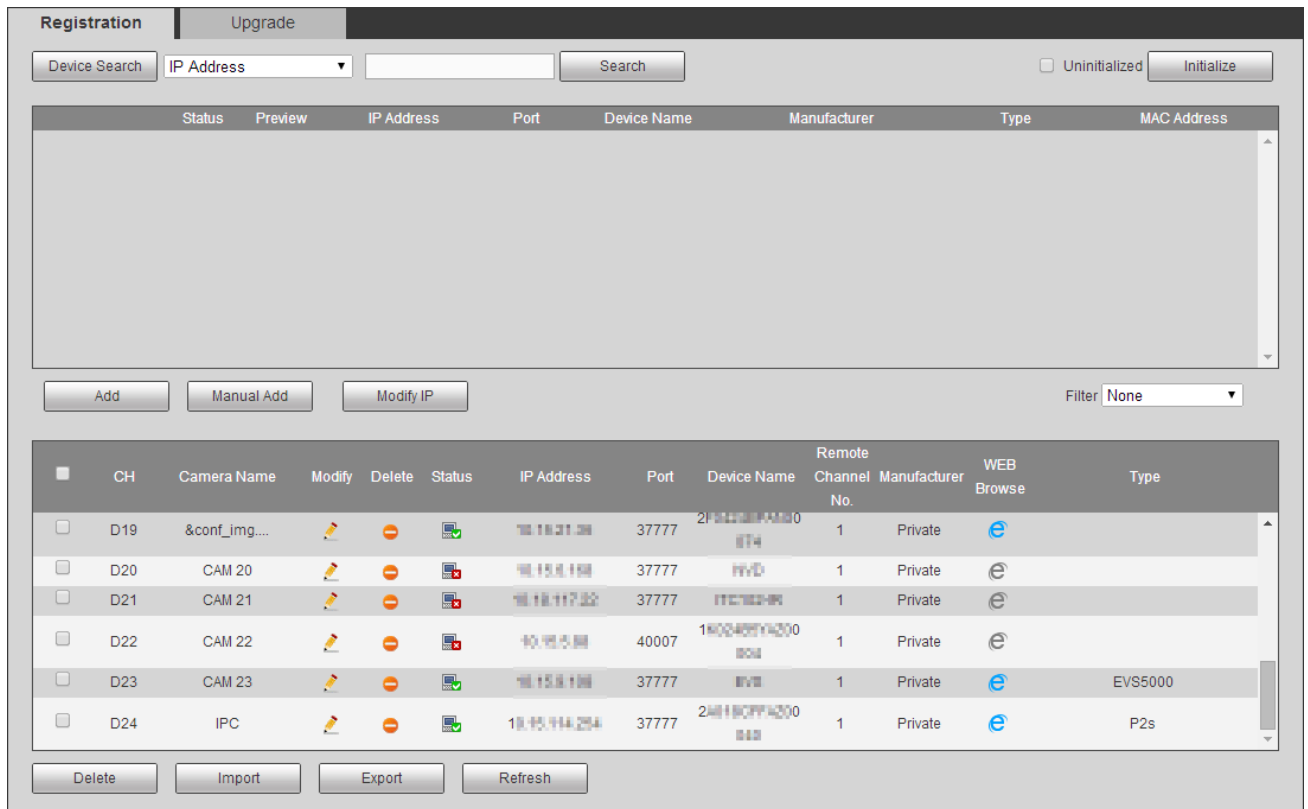 Registration Upgrade
Device Search IP Address Search Uninitialized Initialize
Status Preview IP Address Port Device Name Manufacturer Type MAC Address
Add Manual Add Modify IP Filter None
CH Camera Name Modify Delete Status IP Address Port Device Name Remote Channel No. Manufacturer WEB Browse Type
D19 &conf_img.... 37777 1 Private
D20 CAM 20 37777 1 Private
D21 CAM 21 37777 1 Private
D22 CAM 22 40007 1 Private
D23 CAM 23 37777 1 Private EVS5000
D24 IPC 37777 1 Private P2s
Delete Import Export Refresh